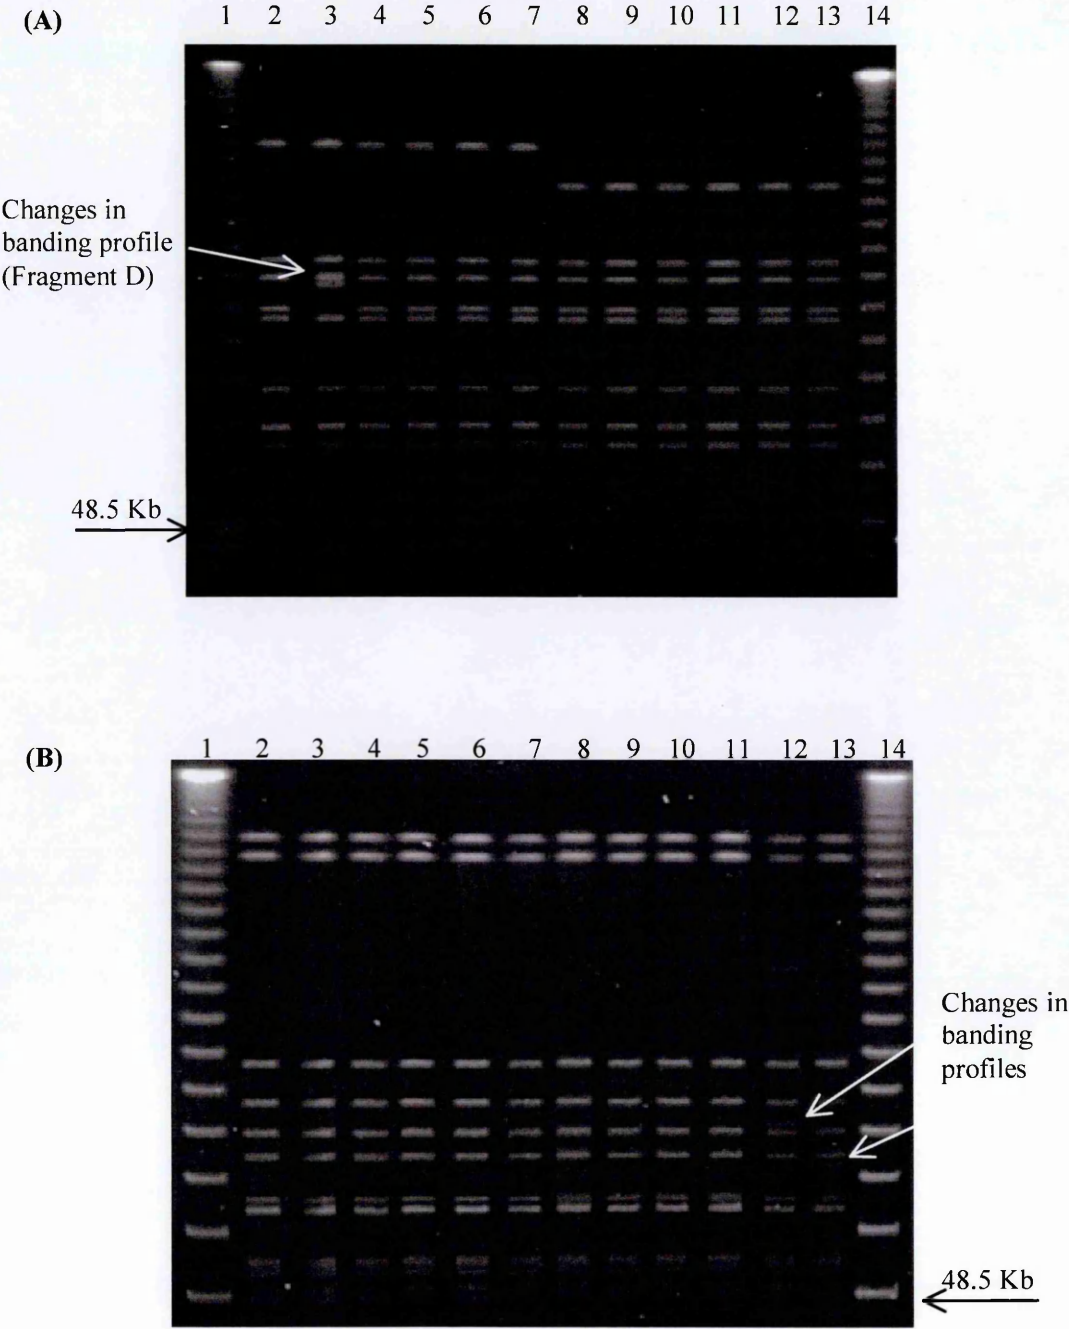 (A)
1 2 3 4 5 6 7 8 9 10 11 12 13 14
Changes in
banding profile
(Fragment D)
48.5 Kb
(B)
1 2 3 4 5 6 7 8 9 10 11 12 13 14
Changes in
banding
profiles
48.5 Kb